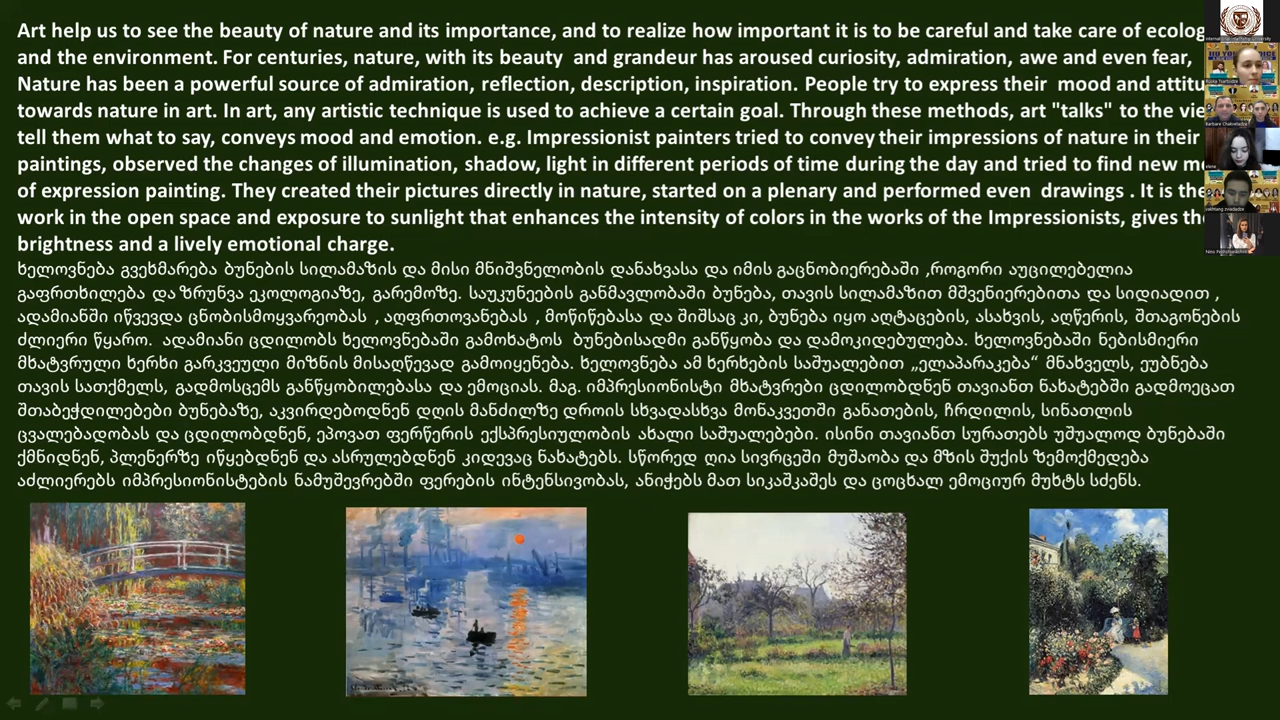 Art help us to see the beauty of nature and its importance, and to realize how important it is to be careful and take care of ecolog
and the environment. For centuries, nature, with its beauty and grandeur has aroused curiosity, admiration, awe and even fear,
Nature has been a powerful source of admiration, reflection, description, inspiration. People try to express their mood and attitu
towards nature in art. In art, any artistic technique is used to achieve a certain goal. Through these methods, art "talks" to the vie
tell them what to say, conveys mood and emotion. e.g. Impressionist painters tried to convey their impressions of nature in their
paintings, observed the changes of illumination, shadow, light in different periods of time during the day and tried to find new m
of expression painting. They created their pictures directly in nature, started on a plenary and performed even drawings . It is the
work in the open space and exposure to sunlight that enhances the intensity of colors in the works of the Impressionists, gives the
brightness and a lively emotional charge.
ხელოვნება გვეხმარება ბუნების სილამაზის და მისი მნიშვნელობის დანახვასა და იმის გაცნობიერებაში ,როგორი აუცილებელია
გაფრთხილება და ზრუნვა ეკოლოგიაზე, გარემოზე. საუკუნეების განმავლობაში ბუნება, თავის სილამაზით მშვენიერებითა და სიდიადით ,
ადამიანში იწვევდა ცნობისმოყვარეობას , აღფრთოვანებას , მოწიწებასა და შიშსაც კი, ბუნება იყო აღტაცების, ასახვის, აღწერის, შთაგონების
ძლიერი წყარო. ადამიანი ცდილობს ხელოვნებაში გამოხატოს ბუნებისადმი განწყობა და დამოკიდებულება. ხელოვნებაში ნებისმიერი
მხატვრული ხერხი გარკვეული მიზნის მისაღწევად გამოიყენება. ხელოვნება ამ ხერხების საშუალებით „ელაპარაკება“ მნახველს, ეუბნება
თავის სათქმელს, გადმოსცემს განწყობილებასა და ემოციას. მაგ. იმპრესიონისტი მხატვრები ცდილობდნენ თავიანთ ნახატებში გადმოეცათ
შთაბეჭდილებები ბუნებაზე, აკვირდებოდნენ დღის მანძილზე დროის სხვადასხვა მონაკვეთში განათების, ჩრდილის, სინათლის
ცვალებადობას და ცდილობდნენ, ეპოვათ ფერწერის ექსპრესიულობის ახალი საშუალებები. ისინი თავიანთ სურათებს უშუალოდ ბუნებაში
ქმნიდნენ, პლენერზე იწყებდნენ და ასრულებდნენ კიდევაც ნახატებს. სწორედ ღია სივრცეში მუშაობა და მზის შუქის ზემოქმედება
აძლიერებს იმპრესიონისტების ნამუშევრებში ფერების ინტენსივობას, ანიჭებს მათ სიკაშკაშეს და ცოცხალ ემოციურ მუხტს სძენს.